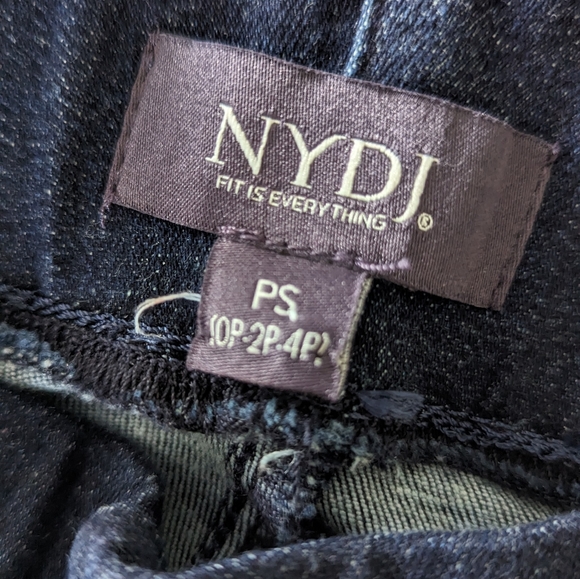 NYDJ®
FIT IS EVERYTHING
PS
(0P-2P-4P)